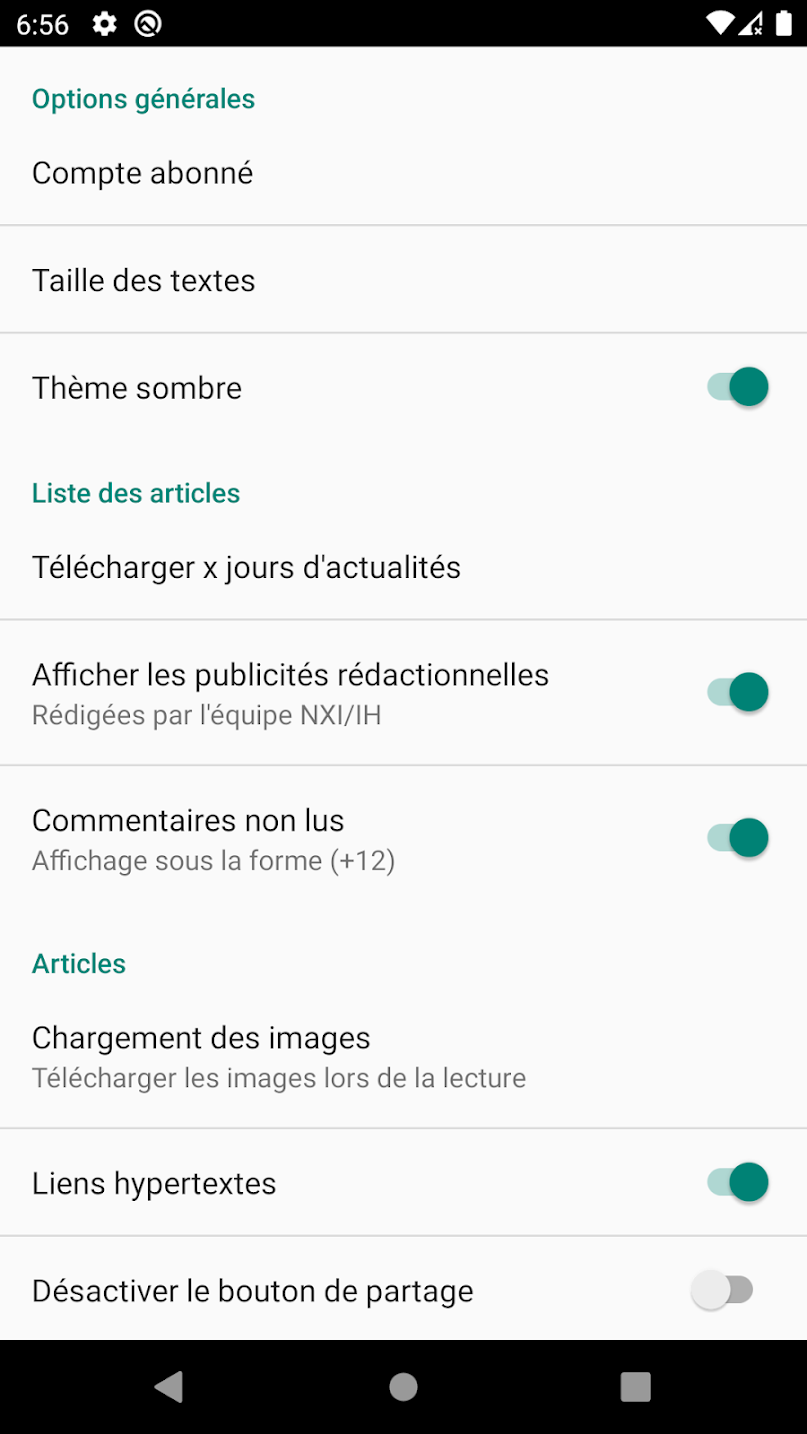 6:56
Options générales
Compte abonné
Taille des textes
Thème sombre
Liste des articles
Télécharger x jours d'actualités
Afficher les publicités rédactionnelles
Rédigées par l'équipe NXI/IH
Commentaires non lus
Affichage sous la forme (+12)
Articles
Chargement des images
Télécharger les images lors de la lecture
Liens hypertextes
Désactiver le bouton de partage